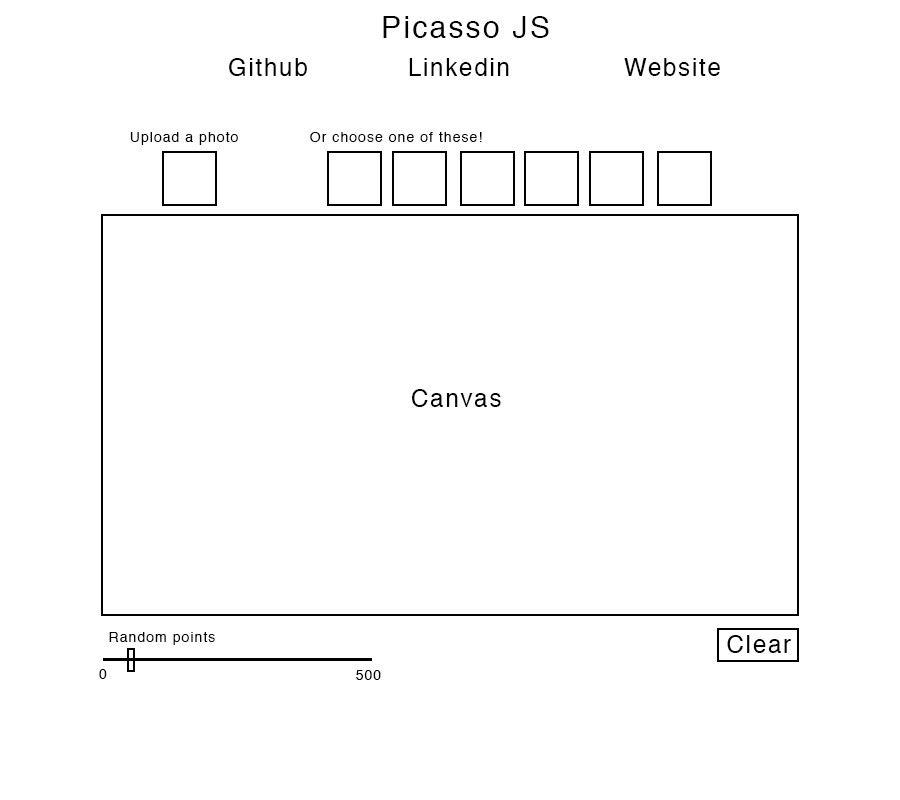 Picasso JS
Github Linkedin Website
Upload a photo Or choose one of these!
Canvas
Random points
Clear
0 500